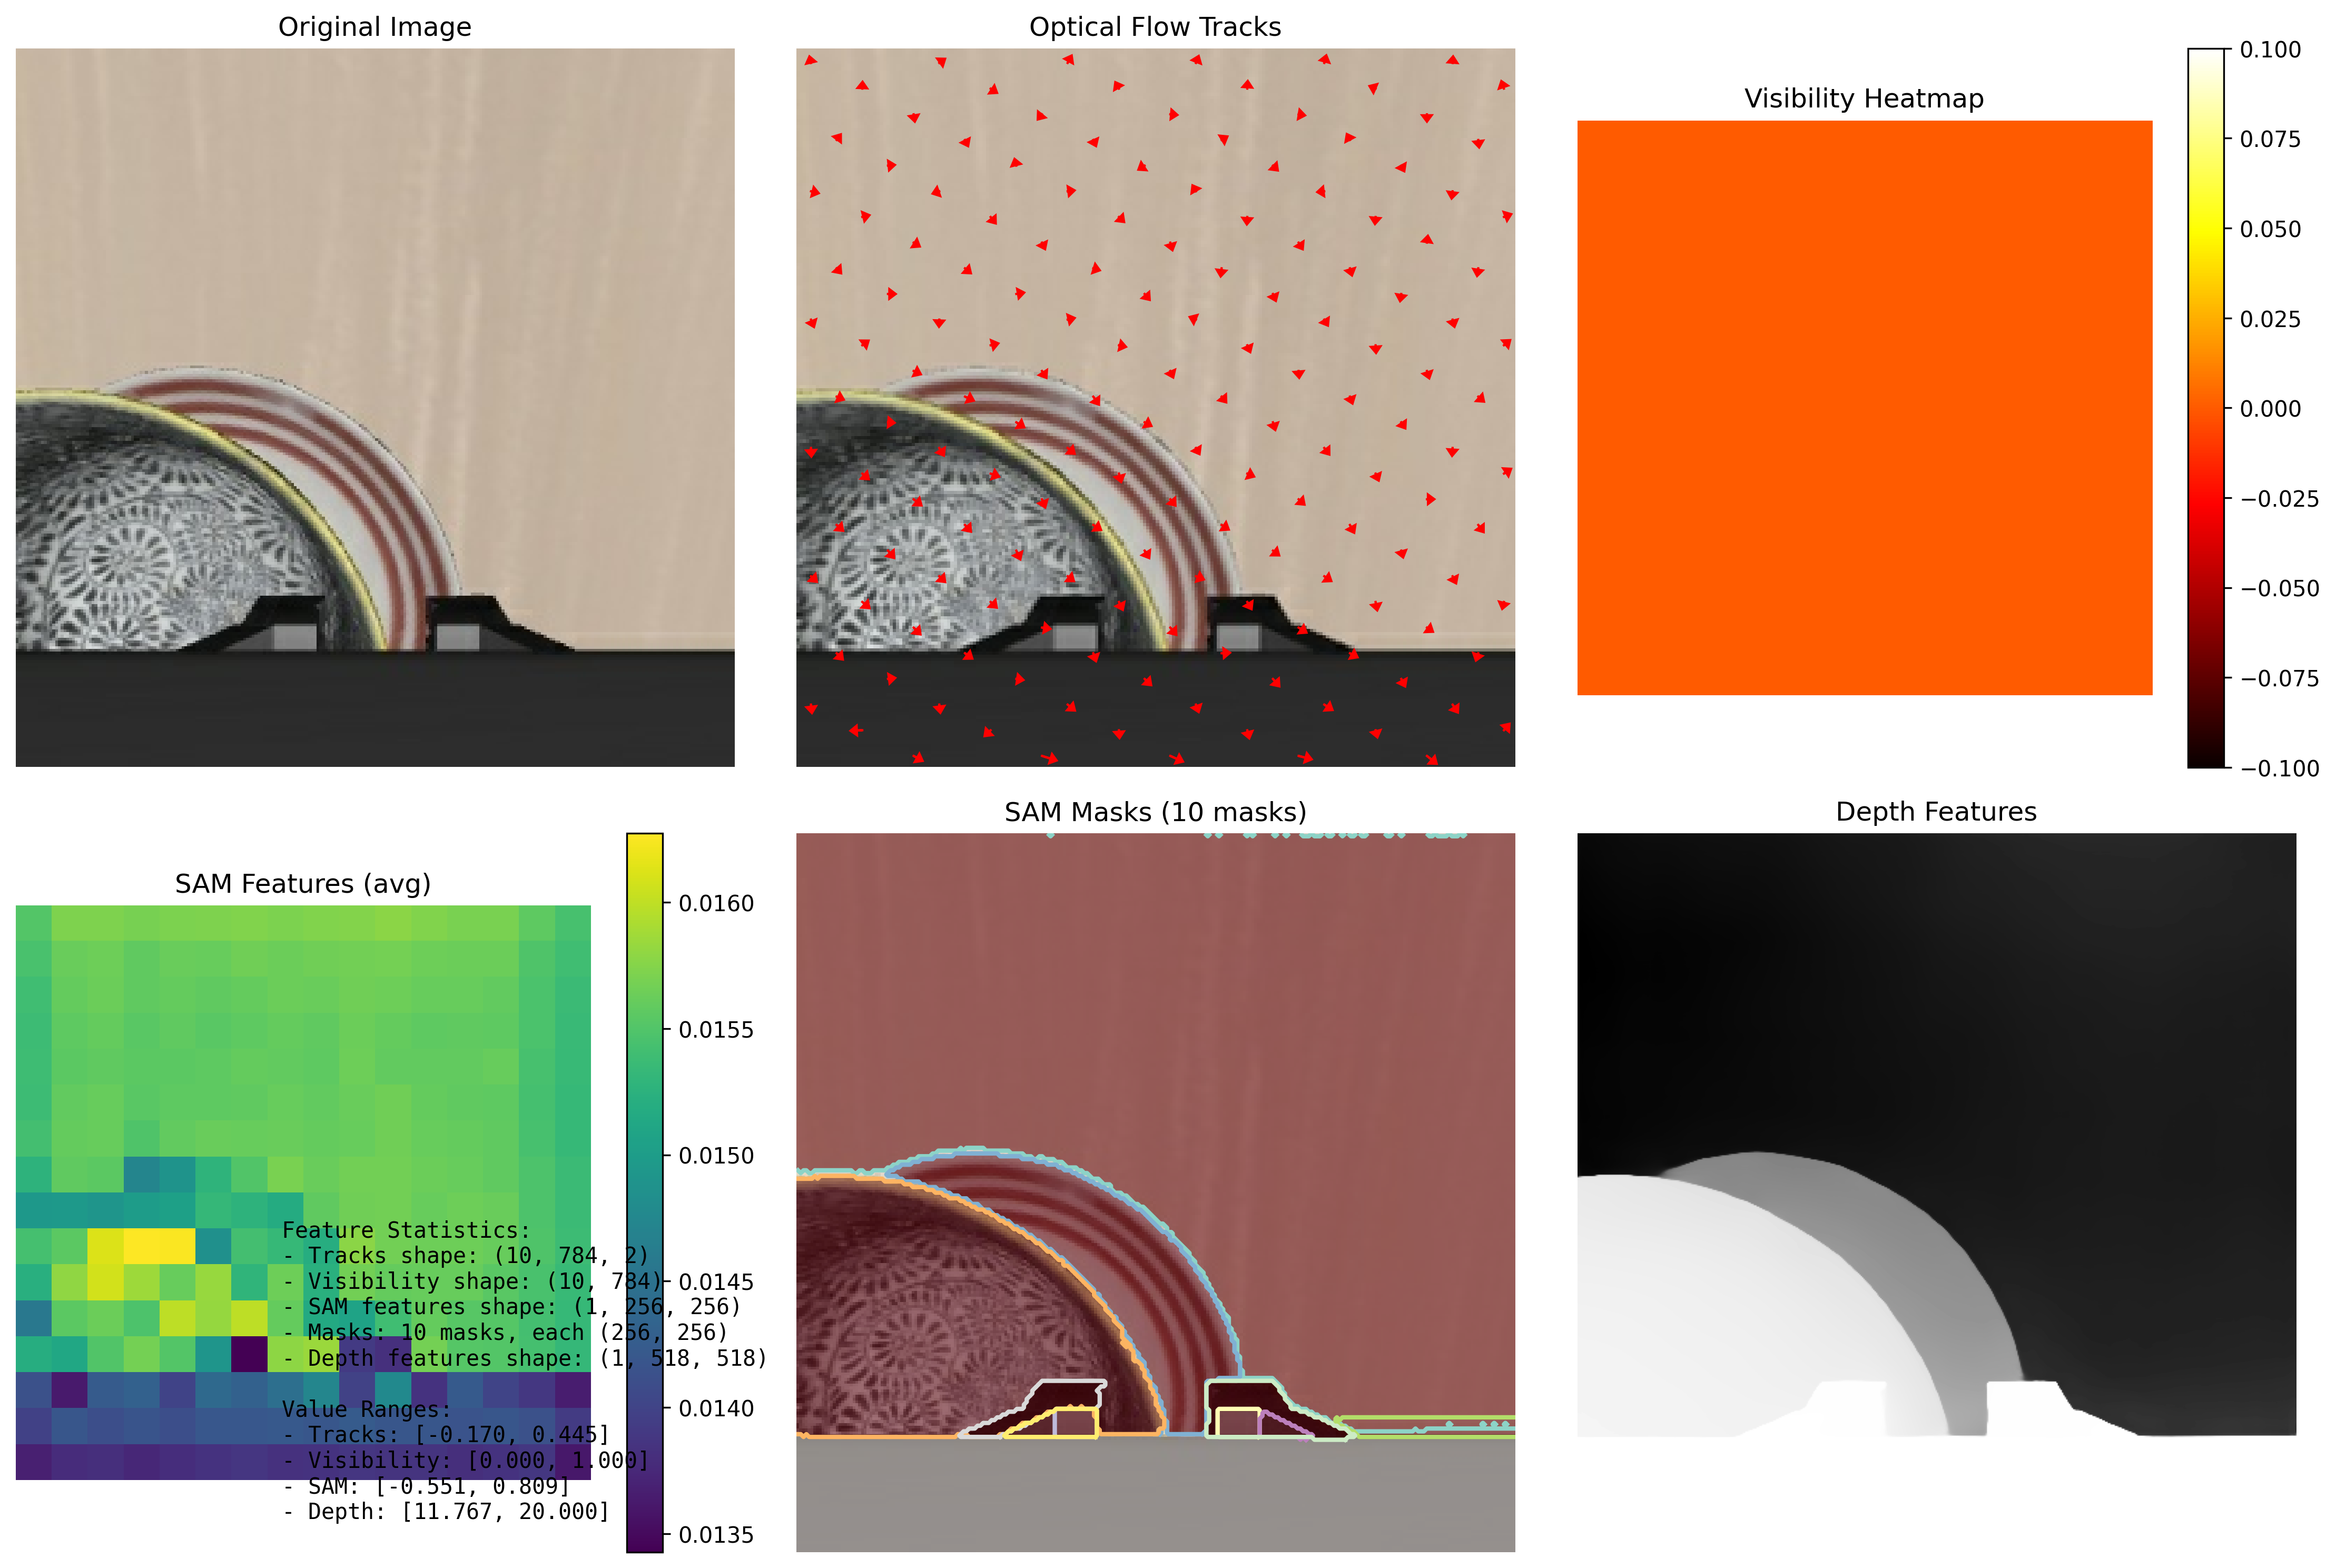 Original Image
Optical Flow Tracks
Visibility Heatmap
0.100
0.075
0.050
0.025
0.000
−0.025
−0.050
−0.075
−0.100
SAM Features (avg)
0.0160
0.0155
0.0150
0.0145
0.0140
0.0135
Feature Statistics:
- Tracks shape: (10, 784, 2)
- Visibility shape: (10, 784)
- SAM features shape: (1, 256, 256)
- Masks: 10 masks, each (256, 256)
- Depth features shape: (1, 518, 518)
Value Ranges:
- Tracks: [-0.170, 0.445]
- Visibility: [0.000, 1.000]
- SAM: [-0.551, 0.809]
- Depth: [11.767, 20.000]
SAM Masks (10 masks)
Depth Features